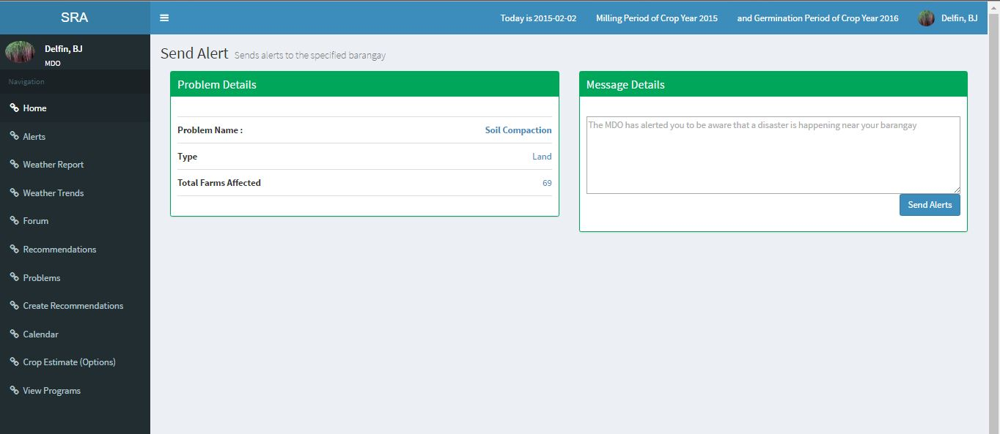 SRA
Today is 2015-02-02 Milling Period of Crop Year 2015 and Germination Period of Crop Year 2016 Delfin, BJ
Delfin, BJ
MDO
Navigation
Home
Alerts
Weather Report
Weather Trends
Forum
Recommendations
Problems
Create Recommendations
Calendar
Crop Estimate (Options)
View Programs
Send Alert Sends alerts to the specified barangay
Problem Details
Problem Name : Soil Compaction
Type Land
Total Farms Affected 69
Message Details
The MDO has alerted you to be aware that a disaster is happening near your barangay
Send Alerts